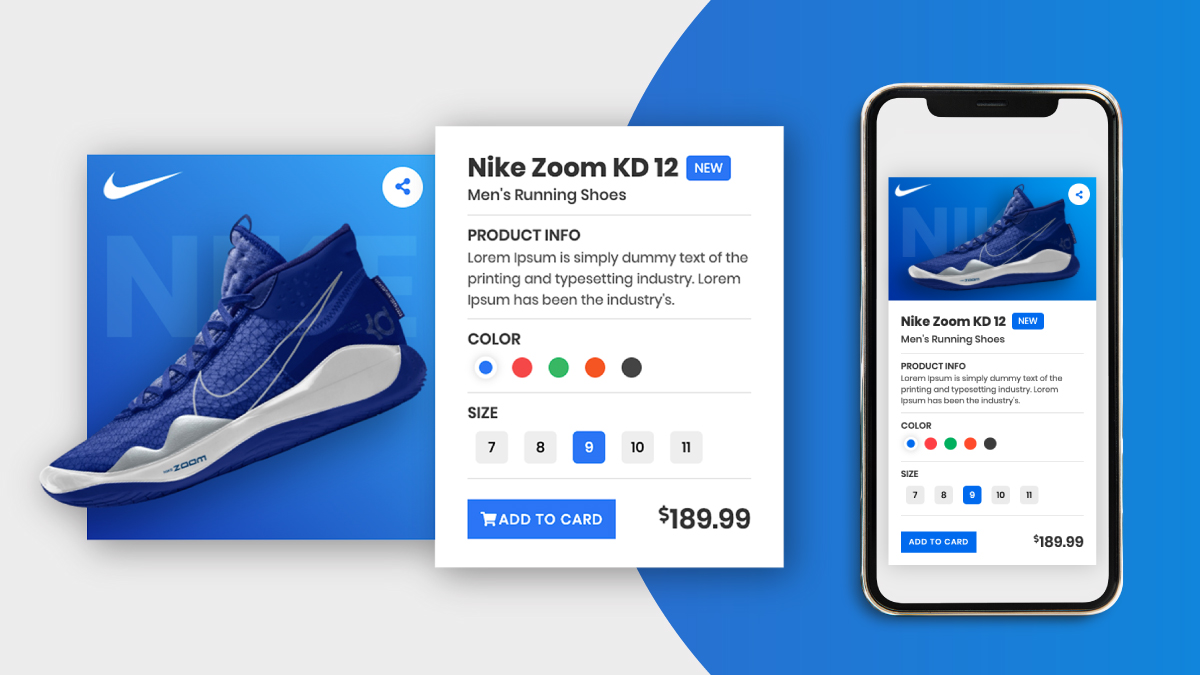 NIKE
NIKE ZOOM
Nike Zoom KD 12 NEW
Men's Running Shoes
PRODUCT INFO
Lorem Ipsum is simply dummy text of the
printing and typesetting industry. Lorem
Ipsum has been the industry's.
COLOR
SIZE
7 8 9 10 11
ADD TO CARD $189.99
NIK
Nike Zoom KD 12 NEW
Men's Running Shoes
PRODUCT INFO
Lorem Ipsum is simply dummy text of the
printing and typesetting industry. Lorem
Ipsum has been the industry's.
COLOR
SIZE
7 8 9 10 11
ADD TO CARD $189.99